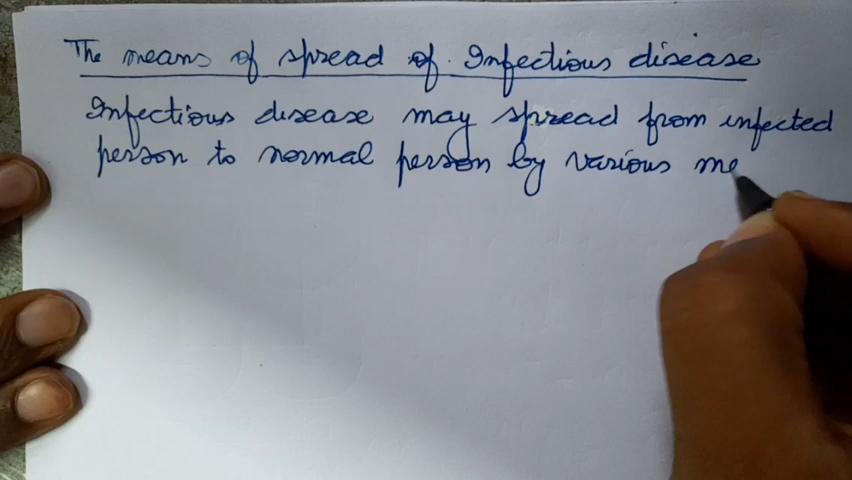 The means of spread of Infectious disease
Infectious disease may spread from infected
person to normal person by various me